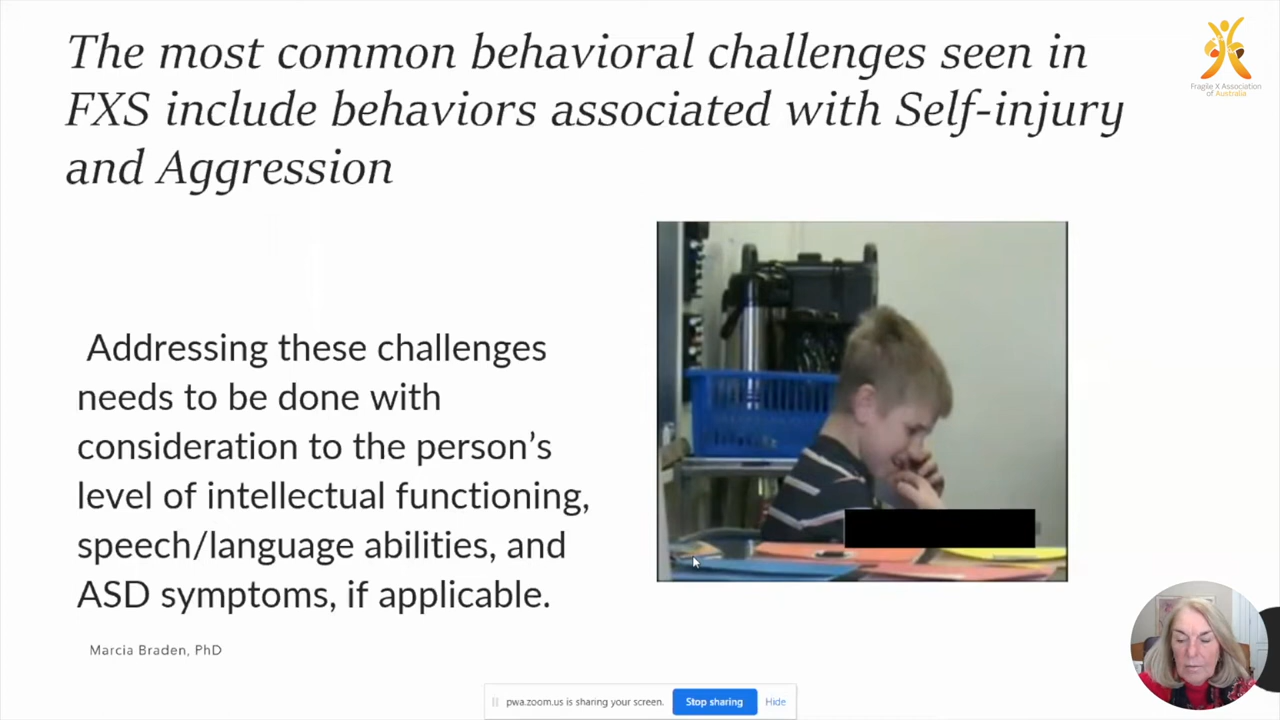 The most common behavioral challenges seen in
FXS include behaviors associated with Self-injury
and Aggression
Fragile X Association
of Australia
Addressing these challenges
needs to be done with
consideration to the person’s
level of intellectual functioning,
speech/language abilities, and
ASD symptoms, if applicable.
Marcia Braden, PhD
pwa.zoom.us is sharing your screen.
Stop sharing
Hide